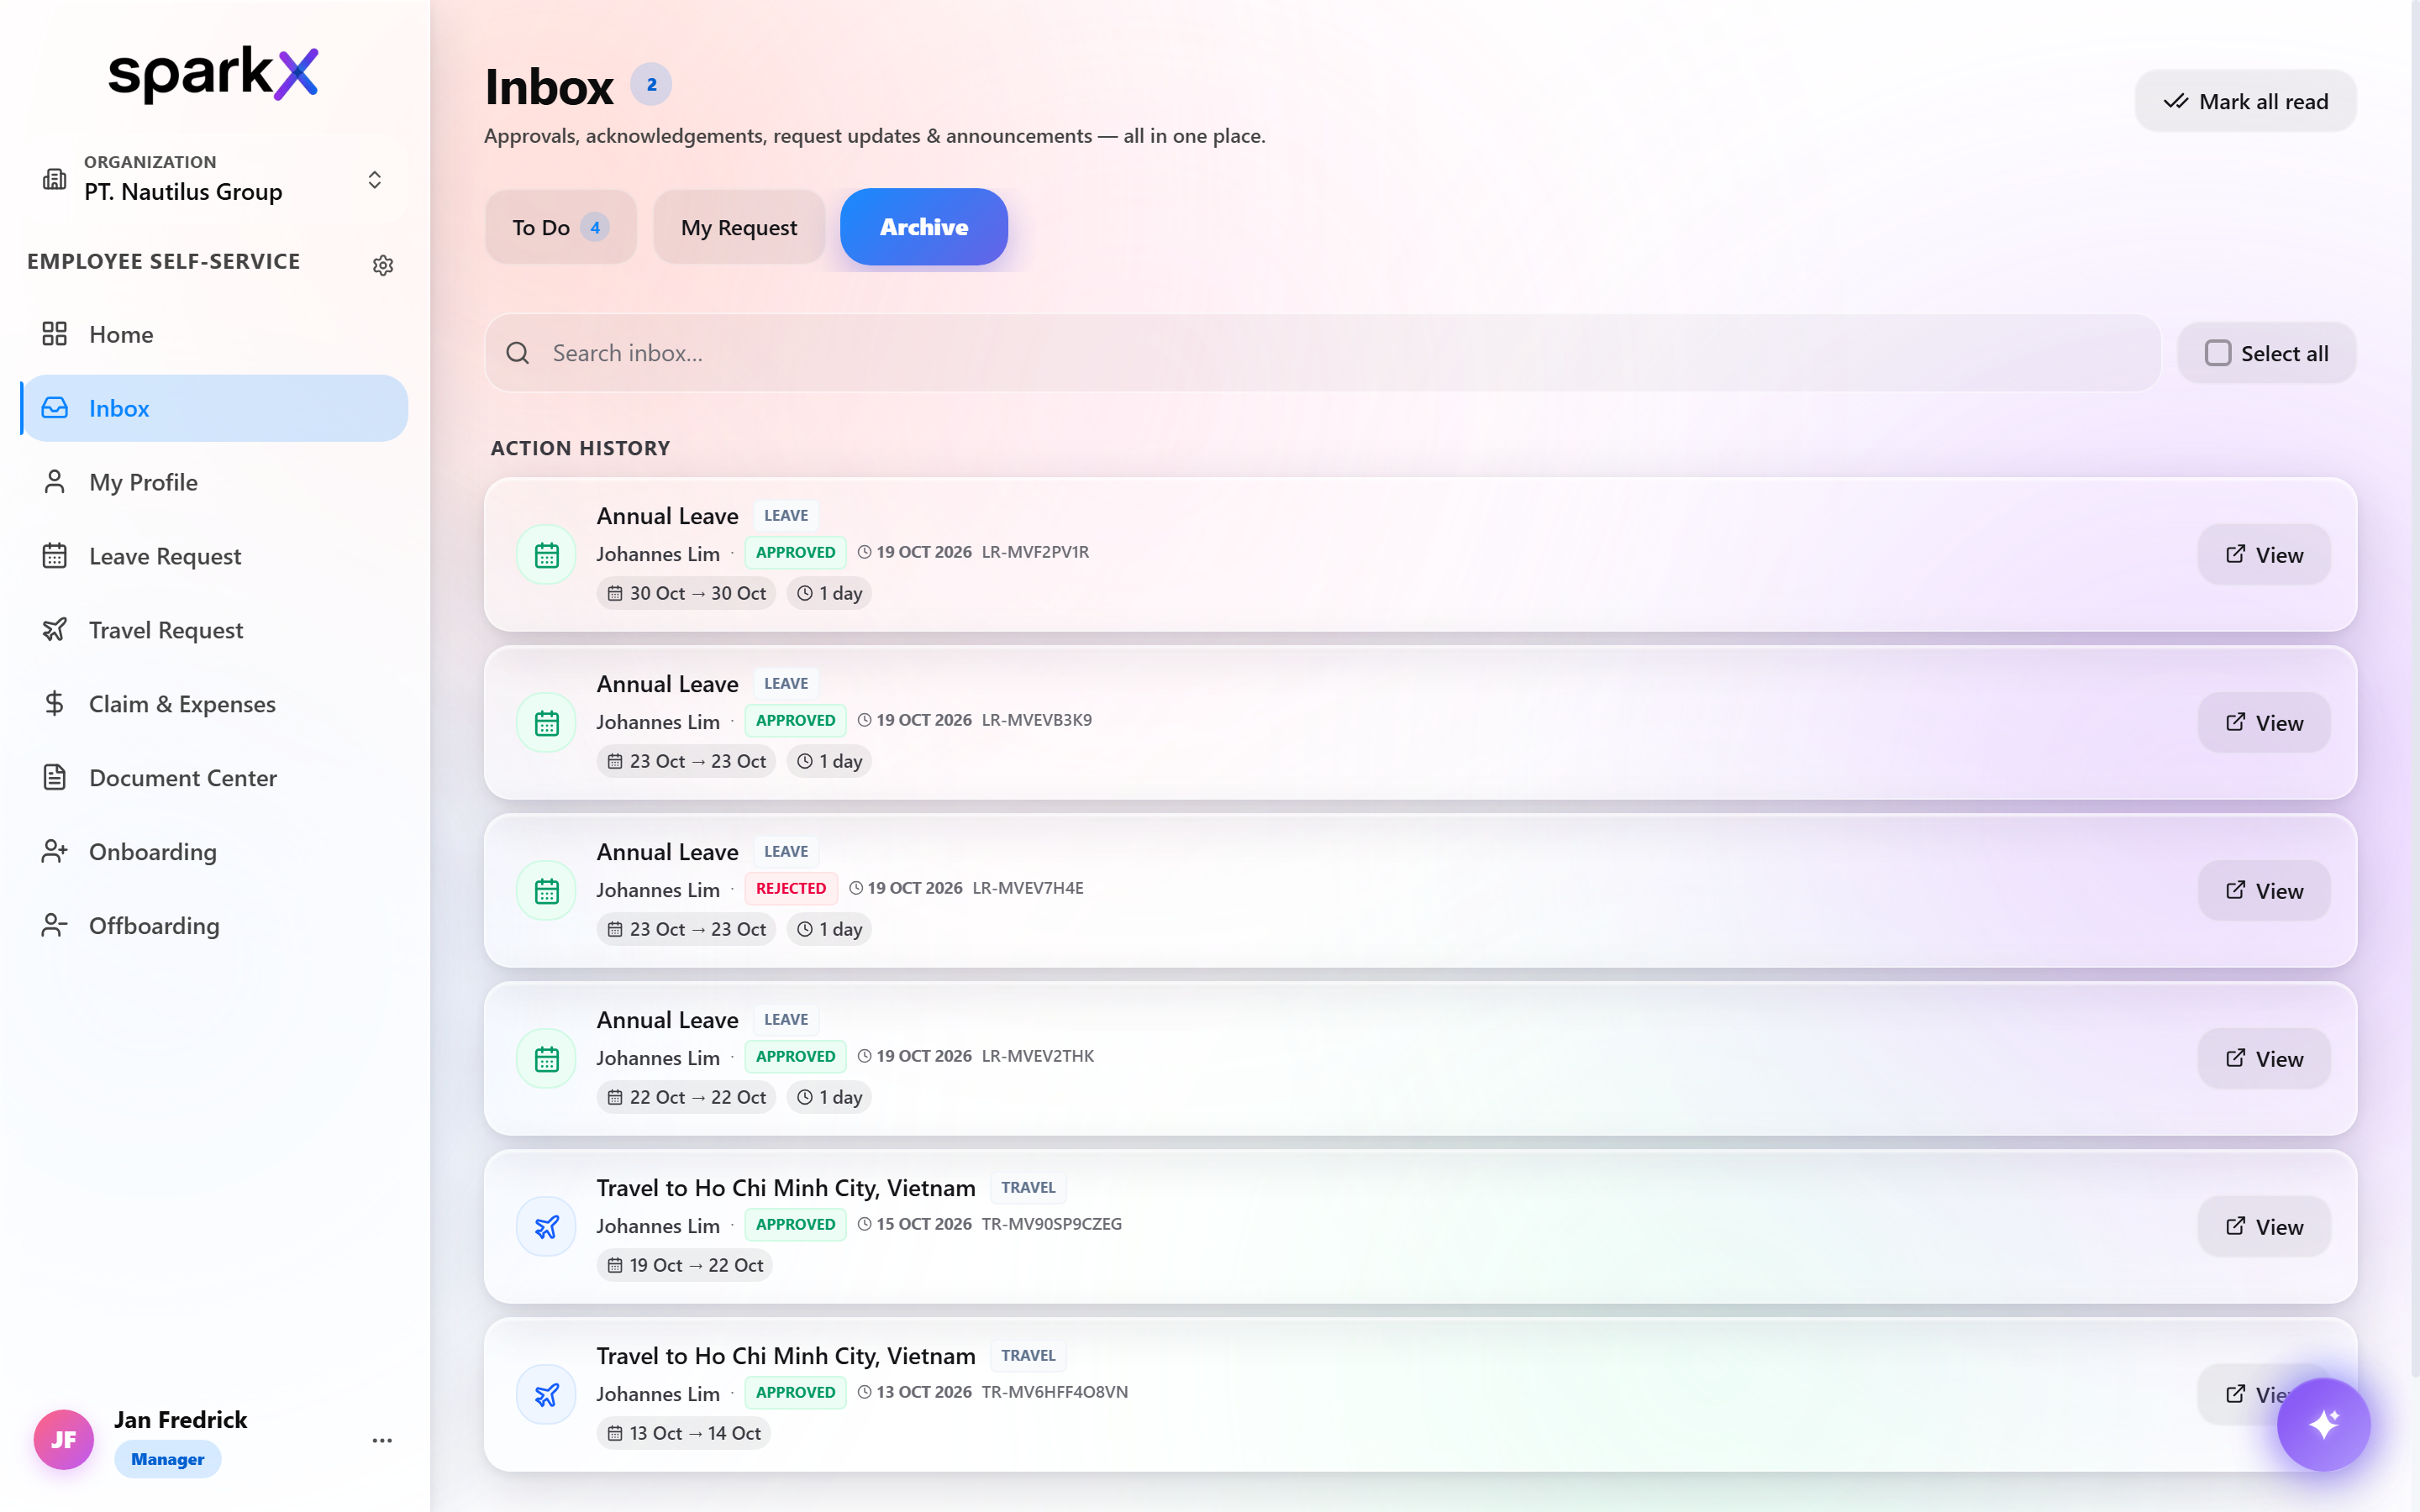 sparkX
ORGANIZATION
PT. Nautilus Group
EMPLOYEE SELF-SERVICE
Home
Inbox
My Profile
Leave Request
Travel Request
Claim & Expenses
Document Center
Onboarding
Offboarding
JF
Jan Fredrick
Manager
Inbox 2
Approvals, acknowledgements, request updates & announcements — all in one place.
Mark all read
To Do 4
My Request
Archive
Search inbox...
Select all
ACTION HISTORY
Annual Leave LEAVE
Johannes Lim · APPROVED 19 OCT 2026 LR-MVF2PV1R
30 Oct → 30 Oct 1 day
View
Annual Leave LEAVE
Johannes Lim · APPROVED 19 OCT 2026 LR-MVEVB3K9
23 Oct → 23 Oct 1 day
View
Annual Leave LEAVE
Johannes Lim · REJECTED 19 OCT 2026 LR-MVEV7H4E
23 Oct → 23 Oct 1 day
View
Annual Leave LEAVE
Johannes Lim · APPROVED 19 OCT 2026 LR-MVEV2THK
22 Oct → 22 Oct 1 day
View
Travel to Ho Chi Minh City, Vietnam TRAVEL
Johannes Lim · APPROVED 15 OCT 2026 TR-MV90SP9CZEG
19 Oct → 22 Oct
View
Travel to Ho Chi Minh City, Vietnam TRAVEL
Johannes Lim · APPROVED 13 OCT 2026 TR-MV6HFF4O8VN
13 Oct → 14 Oct